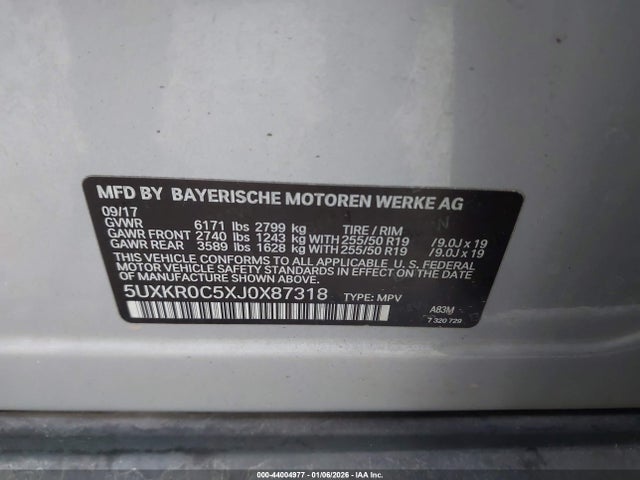 MFD BY BAYERISCHE MOTOREN WERKE AG
09/17
GVWR 6171 lbs 2799 kg TIRE / RIM
GAWR FRONT 2740 lbs 1243 kg WITH 255/50 R19 / 9.0J x 19
GAWR REAR 3589 lbs 1628 kg WITH 255/50 R19 / 9.0J x 19
THIS VEHICLE CONFORMS TO ALL APPLICABLE U.S. FEDERAL
MOTOR VEHICLE SAFETY STANDARDS IN EFFECT
ON THE DATE OF MANUFACTURE SHOWN ABOVE.
5UXKR0C5XJ0X87318 TYPE: MPV
A83M
7 320 729
000-44004977 - 01/06/2026 - IAA Inc.